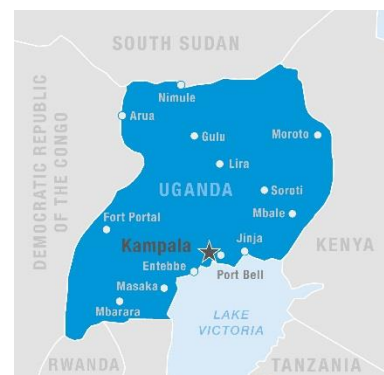 SOUTH SUDAN
DEMOCRATIC REPUBLIC
OF THE CONGO
Nimule
Arua
Gulu
Moroto
Lira
UGANDA
Soroti
Mbale
Fort Portal
Kampala
Jinja
KENYA
Entebbe
Port Bell
Masaka
Mbarara
LAKE
VICTORIA
RWANDA
TANZANIA